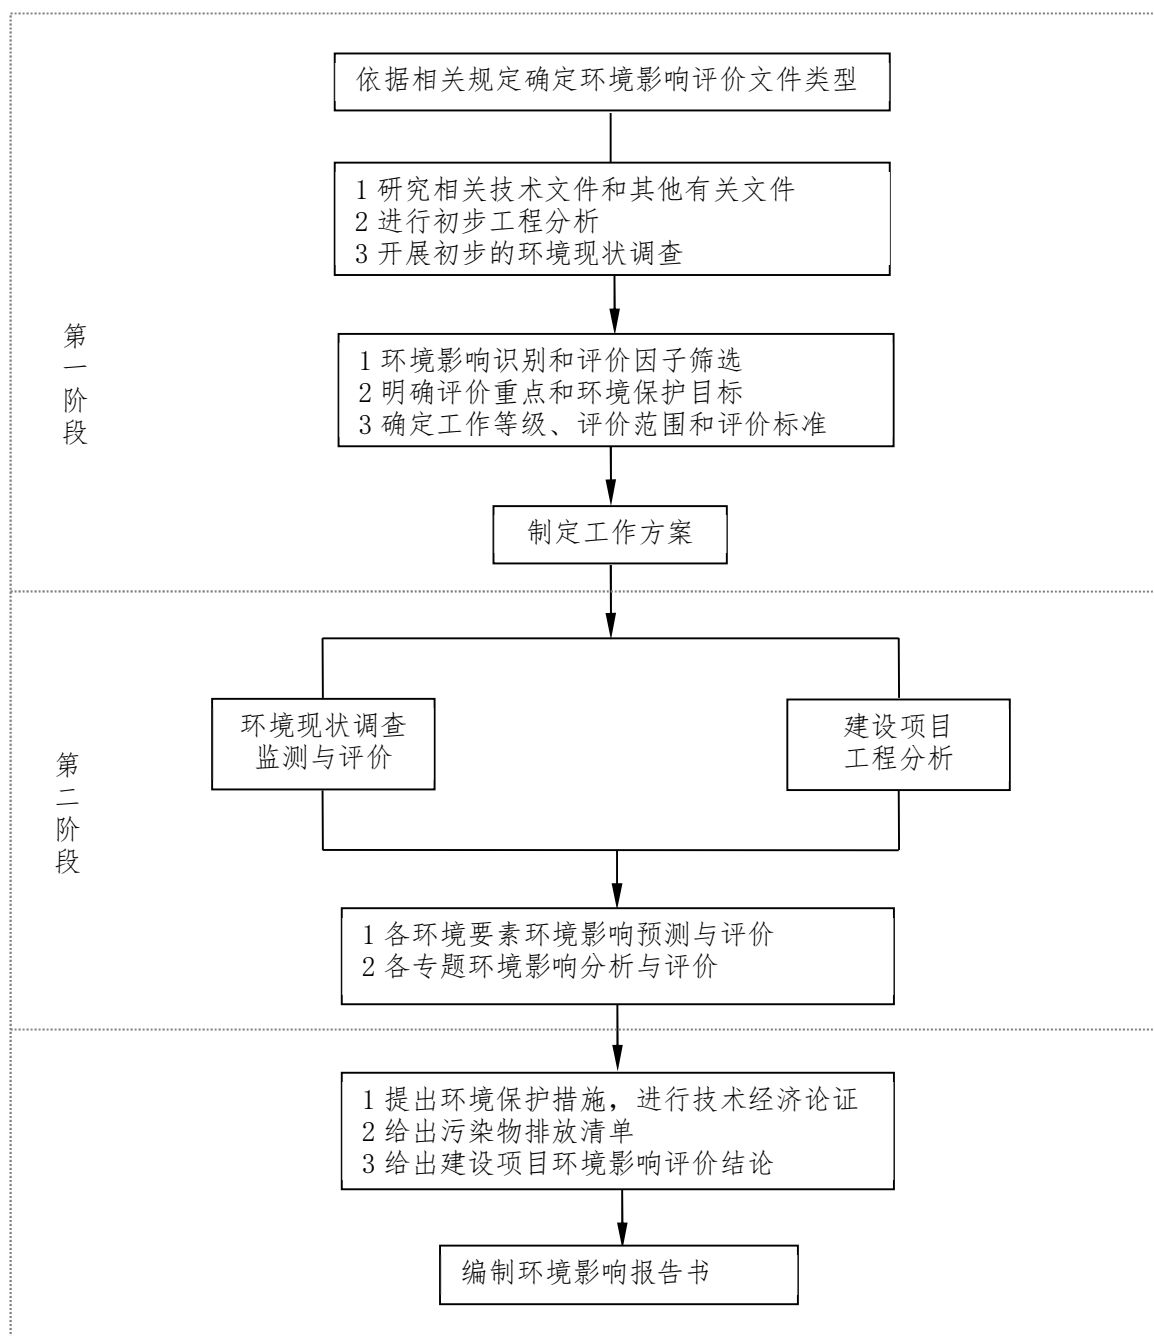 依据相关规定确定环境影响评价文件类型
1 研究相关技术文件和其他有关文件
2 进行初步工程分析
3 开展初步的环境现状调查
第一阶段
1 环境影响识别和评价因子筛选
2 明确评价重点和环境保护目标
3 确定工作等级、评价范围和评价标准
制定工作方案
第二阶段
环境现状调查
监测与评价
建设项目
工程分析
1 各环境要素环境影响预测与评价
2 各专题环境影响分析与评价
1 提出环境保护措施，进行技术经济论证
2 给出污染物排放清单
3 给出建设项目环境影响评价结论
编制环境影响报告书